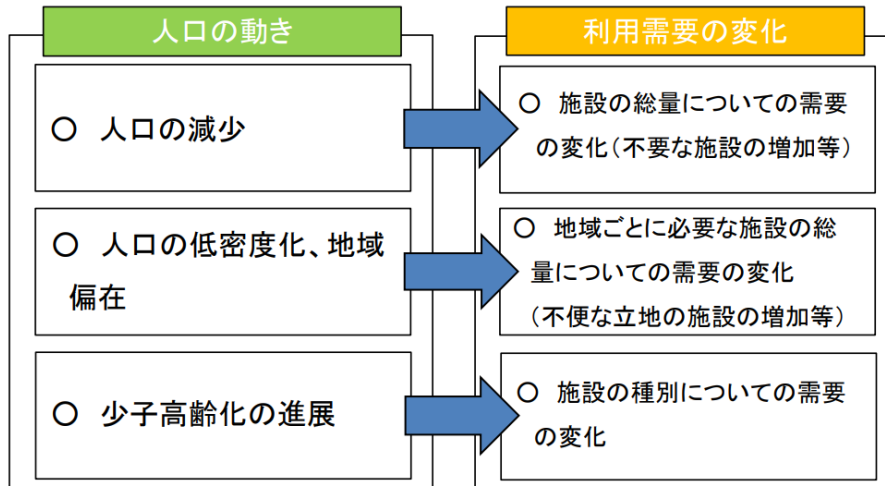 人口の動き
○ 人口の減少
○ 人口の低密度化、地域
偏在
○ 少子高齢化の進展
利用需要の変化
○ 施設の総量についての需要
の変化(不要な施設の増加等)
○ 地域ごとに必要な施設の総
量についての需要の変化
(不便な立地の施設の増加等)
○ 施設の種別についての需要
の変化